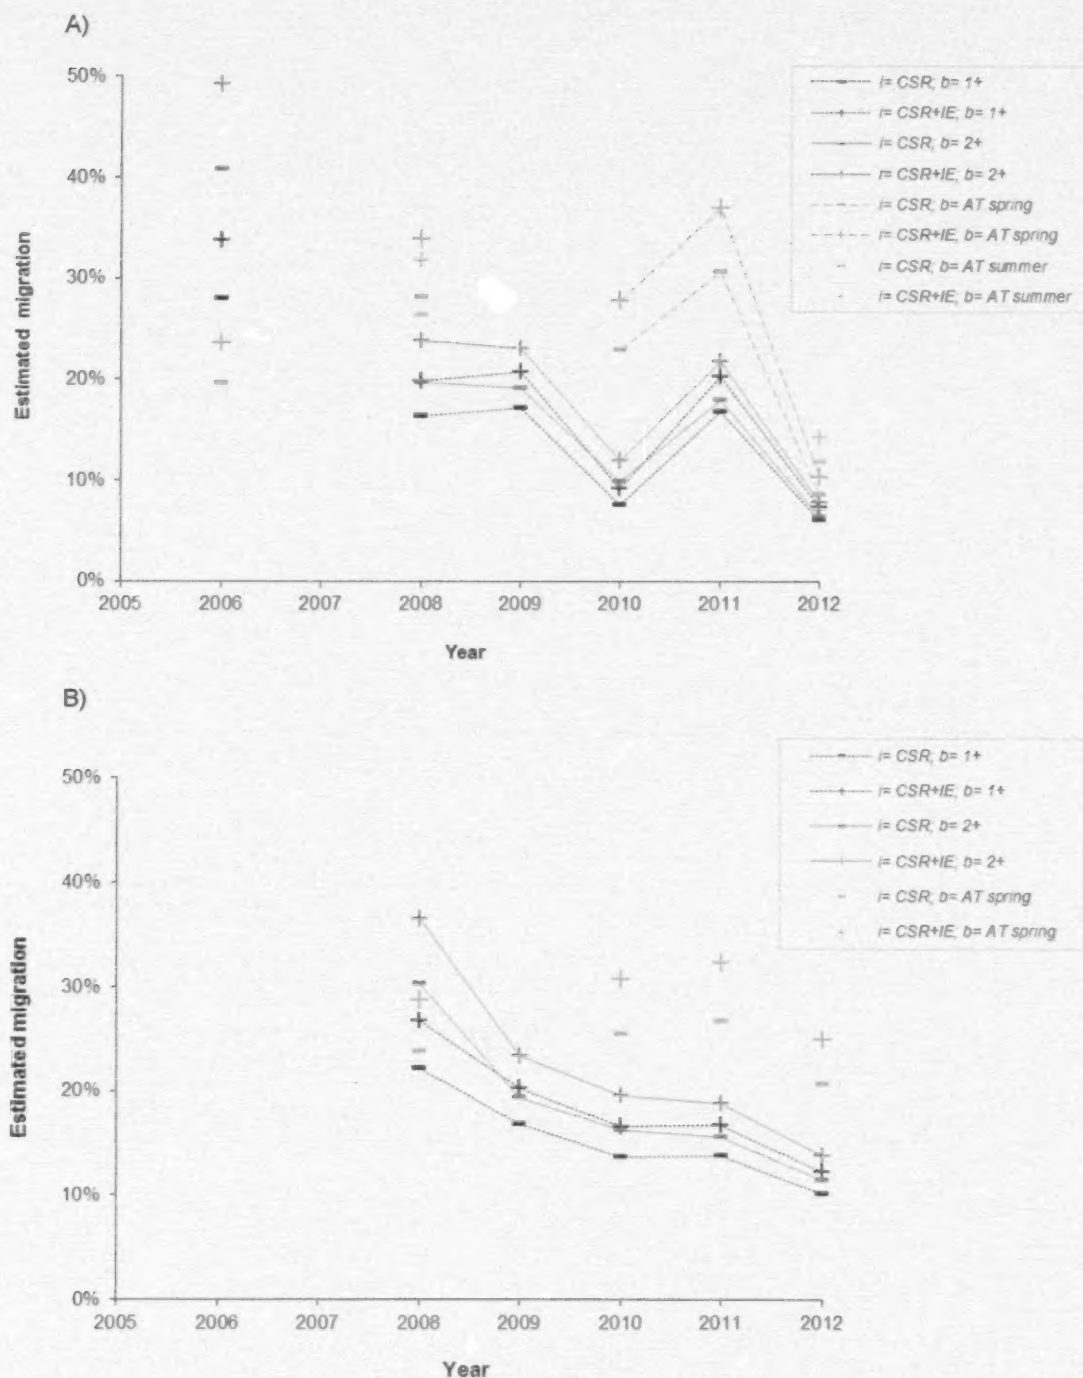 A)
50%
40%
30%
20%
10%
0%
Estimated migration
2005 2006 2007 2008 2009 2010 2011 2012
Year
i= CSR; b= 1+
i= CSR+IE; b= 1+
i= CSR; b= 2+
i= CSR+IE; b= 2+
i= CSR; b= AT spring
i= CSR+IE; b= AT spring
i= CSR; b= AT summer
i= CSR+IE; b= AT summer
B)
50%
40%
30%
20%
10%
0%
Estimated migration
2005 2006 2007 2008 2009 2010 2011 2012
Year
i= CSR; b= 1+
i= CSR+IE; b= 1+
i= CSR; b= 2+
i= CSR+IE; b= 2+
i= CSR; b= AT spring
i= CSR+IE; b= AT spring